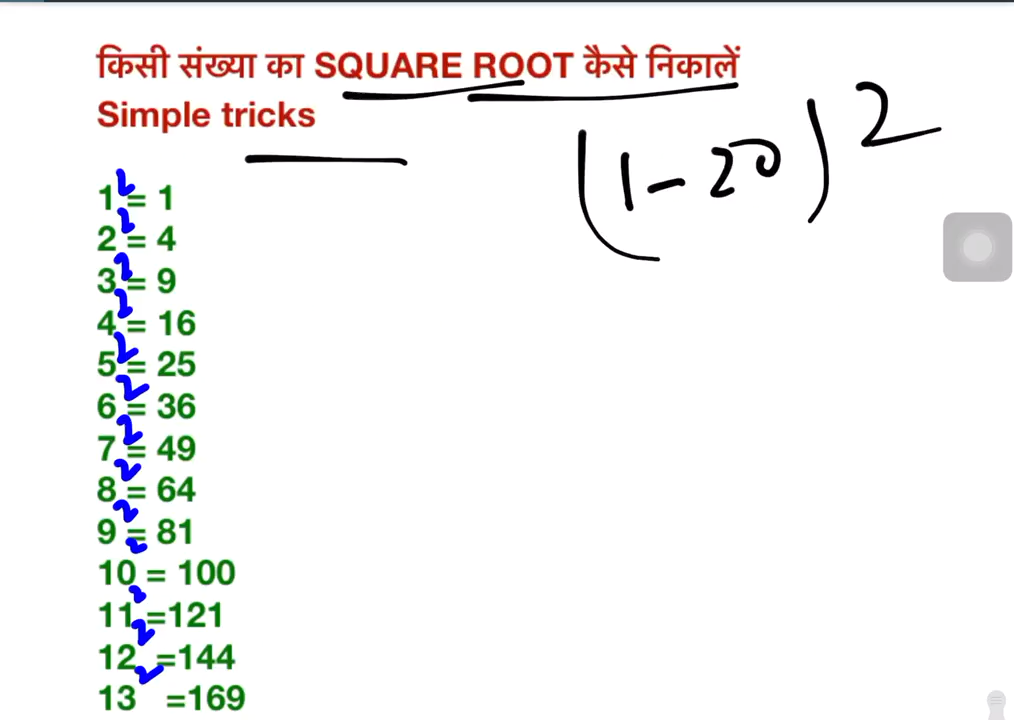 किसी संख्या का SQUARE ROOT कैसे निकालें
Simple tricks
(1-20)²
1² = 1
2² = 4
3² = 9
4² = 16
5² = 25
6² = 36
7² = 49
8² = 64
9² = 81
10² = 100
11² =121
12² =144
13² =169